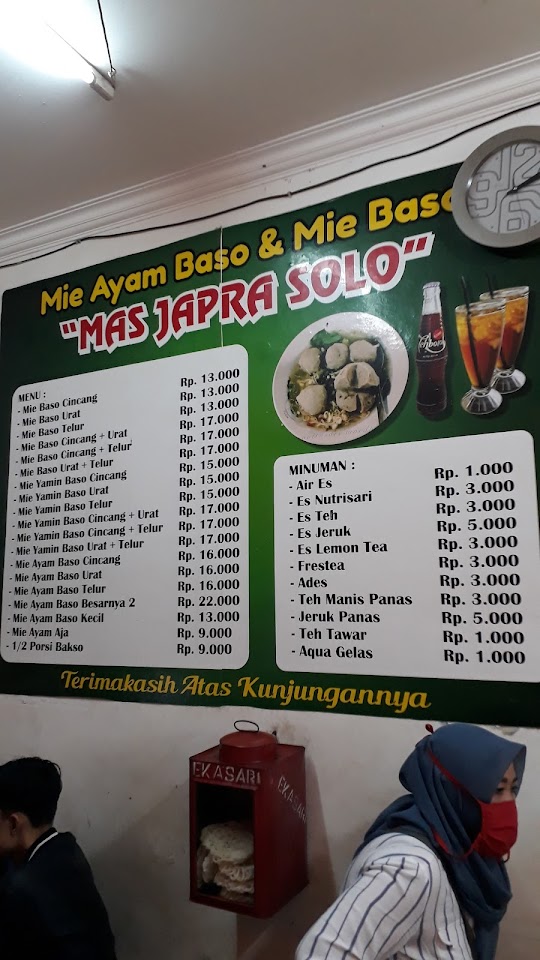 Mie Ayam Baso & Mie Baso
"MAS JAPRA SOLO"
MENU :
- Mie Baso Cincang Rp. 13.000
- Mie Baso Urat Rp. 13.000
- Mie Baso Telur Rp. 13.000
- Mie Baso Cincang + Urat Rp. 17.000
- Mie Baso Cincang + Telur Rp. 17.000
- Mie Baso Urat + Telur Rp. 17.000
- Mie Yamin Baso Cincang Rp. 15.000
- Mie Yamin Baso Urat Rp. 15.000
- Mie Yamin Baso Telur Rp. 15.000
- Mie Yamin Baso Cincang + Urat Rp. 17.000
- Mie Yamin Baso Cincang + Telur Rp. 17.000
- Mie Yamin Baso Urat + Telur Rp. 17.000
- Mie Ayam Baso Cincang Rp. 16.000
- Mie Ayam Baso Urat Rp. 16.000
- Mie Ayam Baso Telur Rp. 16.000
- Mie Ayam Baso Besarnya 2 Rp. 22.000
- Mie Ayam Baso Kecil Rp. 13.000
- Mie Ayam Aja Rp. 9.000
- 1/2 Porsi Bakso Rp. 9.000
MINUMAN :
- Air Es Rp. 1.000
- Es Nutrisari Rp. 3.000
- Es Teh Rp. 3.000
- Es Jeruk Rp. 5.000
- Es Lemon Tea Rp. 3.000
- Frestea Rp. 3.000
- Ades Rp. 3.000
- Teh Manis Panas Rp. 3.000
- Jeruk Panas Rp. 5.000
- Teh Tawar Rp. 1.000
- Aqua Gelas Rp. 1.000
Terimakasih Atas Kunjungannya
EKASARI
EKASARI